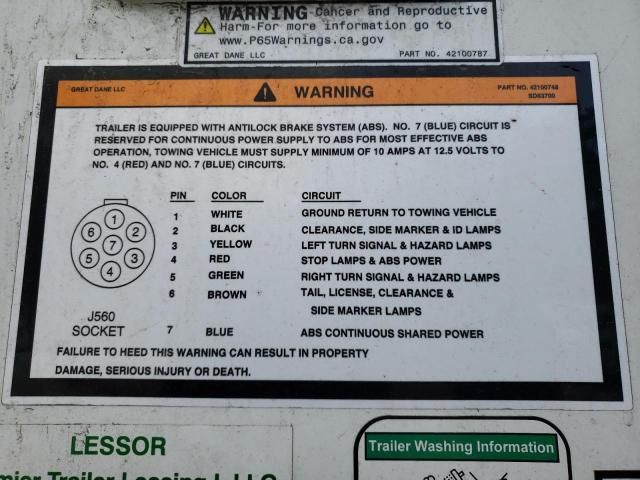 WARNING Cancer and Reproductive
Harm-For more information go to
www.P65Warnings.ca.gov
GREAT DANE LLC PART NO. 42100787
GREAT DANE LLC WARNING PART NO. 42100748
SD63700
TRAILER IS EQUIPPED WITH ANTILOCK BRAKE SYSTEM (ABS). NO. 7 (BLUE) CIRCUIT IS
RESERVED FOR CONTINUOUS POWER SUPPLY TO ABS FOR MOST EFFECTIVE ABS
OPERATION, TOWING VEHICLE MUST SUPPLY MINIMUM OF 10 AMPS AT 12.5 VOLTS TO
NO. 4 (RED) AND NO. 7 (BLUE) CIRCUITS.
PIN COLOR CIRCUIT
1 WHITE GROUND RETURN TO TOWING VEHICLE
2 BLACK CLEARANCE, SIDE MARKER & ID LAMPS
3 YELLOW LEFT TURN SIGNAL & HAZARD LAMPS
4 RED STOP LAMPS & ABS POWER
5 GREEN RIGHT TURN SIGNAL & HAZARD LAMPS
6 BROWN TAIL, LICENSE, CLEARANCE &
SIDE MARKER LAMPS
7 BLUE ABS CONTINUOUS SHARED POWER
1
6 2
7
5 3
4
J560
SOCKET
FAILURE TO HEED THIS WARNING CAN RESULT IN PROPERTY
DAMAGE, SERIOUS INJURY OR DEATH.
LESSOR
Trailer Leasing
Trailer Washing Information